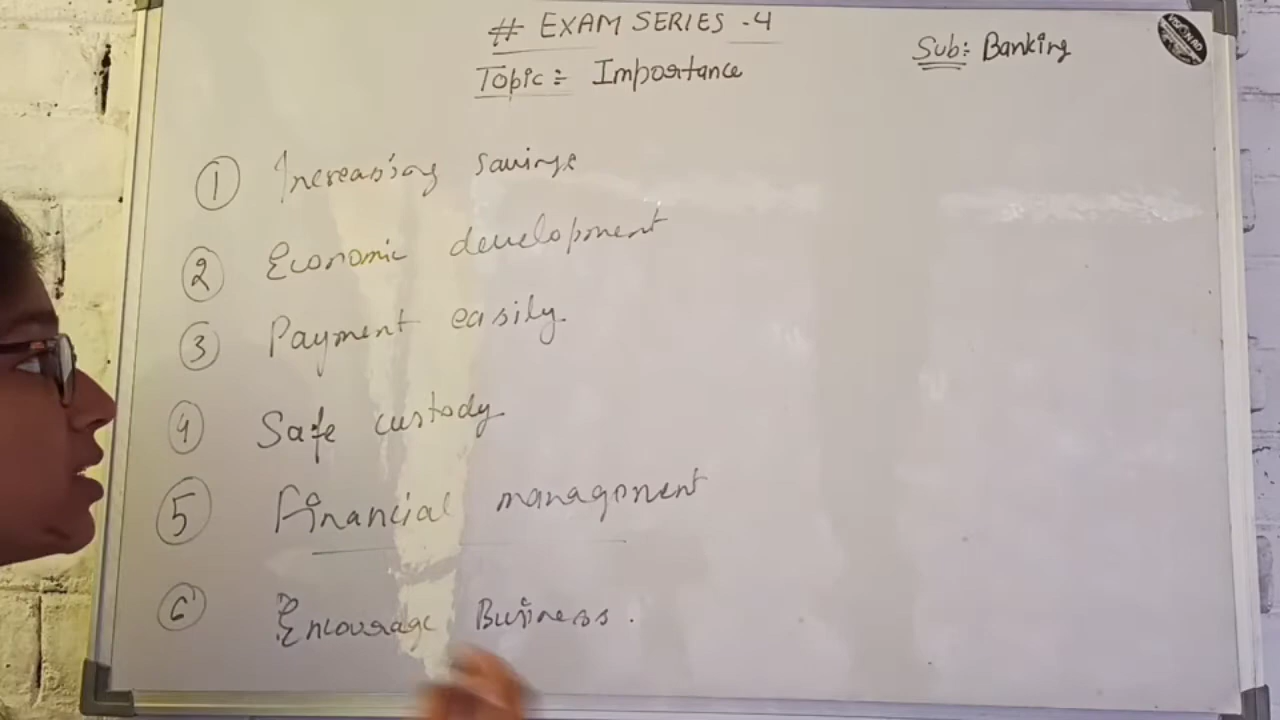 # EXAM SERIES -4
Sub:- Banking
Topic:- Importance
① Increasing savings
② Economic development
③ Payment easily
④ Safe custody
⑤ Financial management
⑥ Encourage Business.